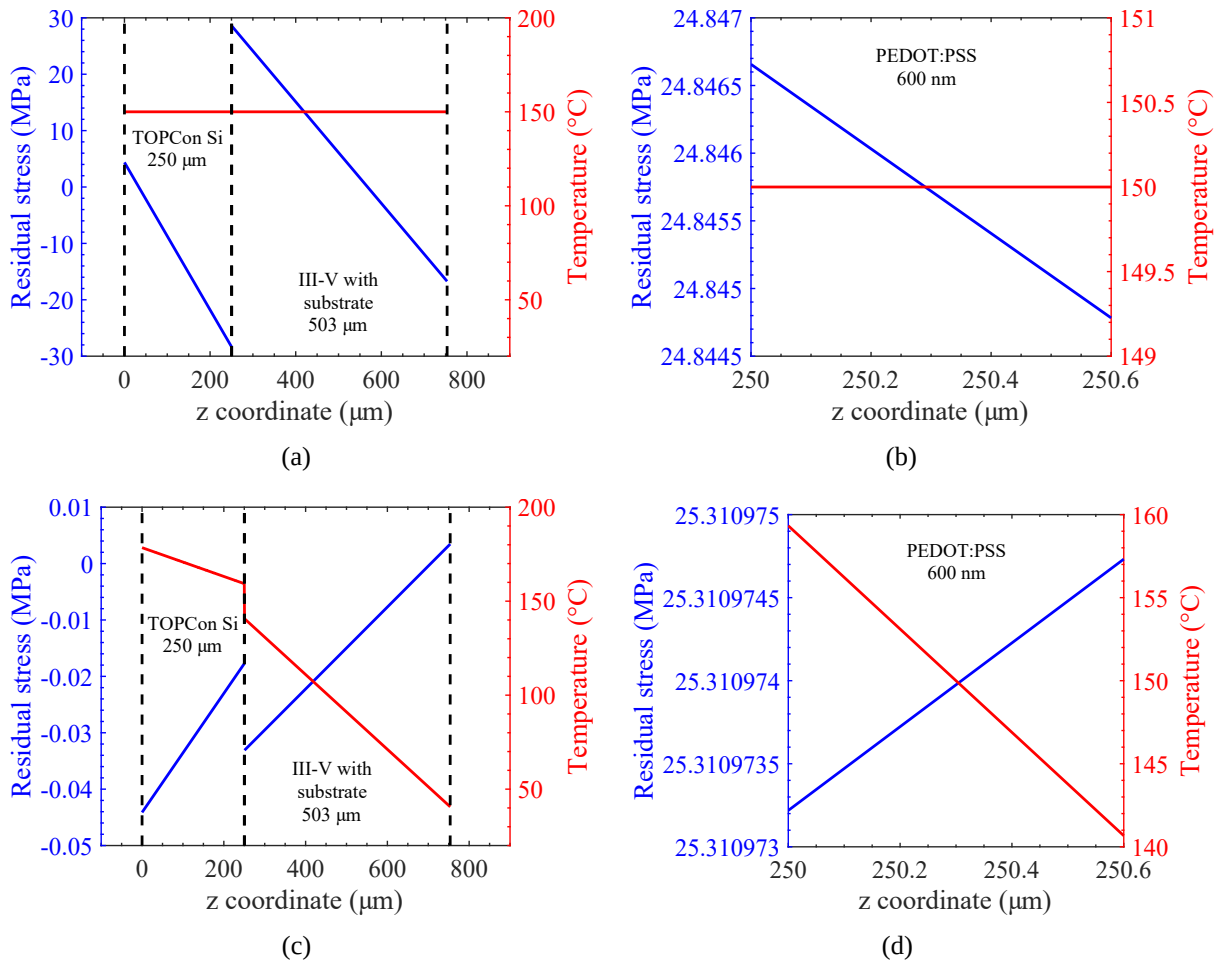 30
20
10
0
-10
-20
-30
Residual stress (MPa)
TOPCon Si
250 μm
III-V with
substrate
503 μm
200
150
100
50
Temperature (°C)
0 200 400 600 800
z coordinate (μm)
(a)
24.847
24.8465
24.846
24.8455
24.845
24.8445
Residual stress (MPa)
PEDOT:PSS
600 nm
151
150.5
150
149.5
149
Temperature (°C)
250 250.2 250.4 250.6
z coordinate (μm)
(b)
0.01
0
-0.01
-0.02
-0.03
-0.04
-0.05
Residual stress (MPa)
TOPCon Si
250 μm
III-V with
substrate
503 μm
200
150
100
50
Temperature (°C)
0 200 400 600 800
z coordinate (μm)
(c)
25.310975
25.3109745
25.310974
25.3109735
25.310973
Residual stress (MPa)
PEDOT:PSS
600 nm
160
155
150
145
140
Temperature (°C)
250 250.2 250.4 250.6
z coordinate (μm)
(d)